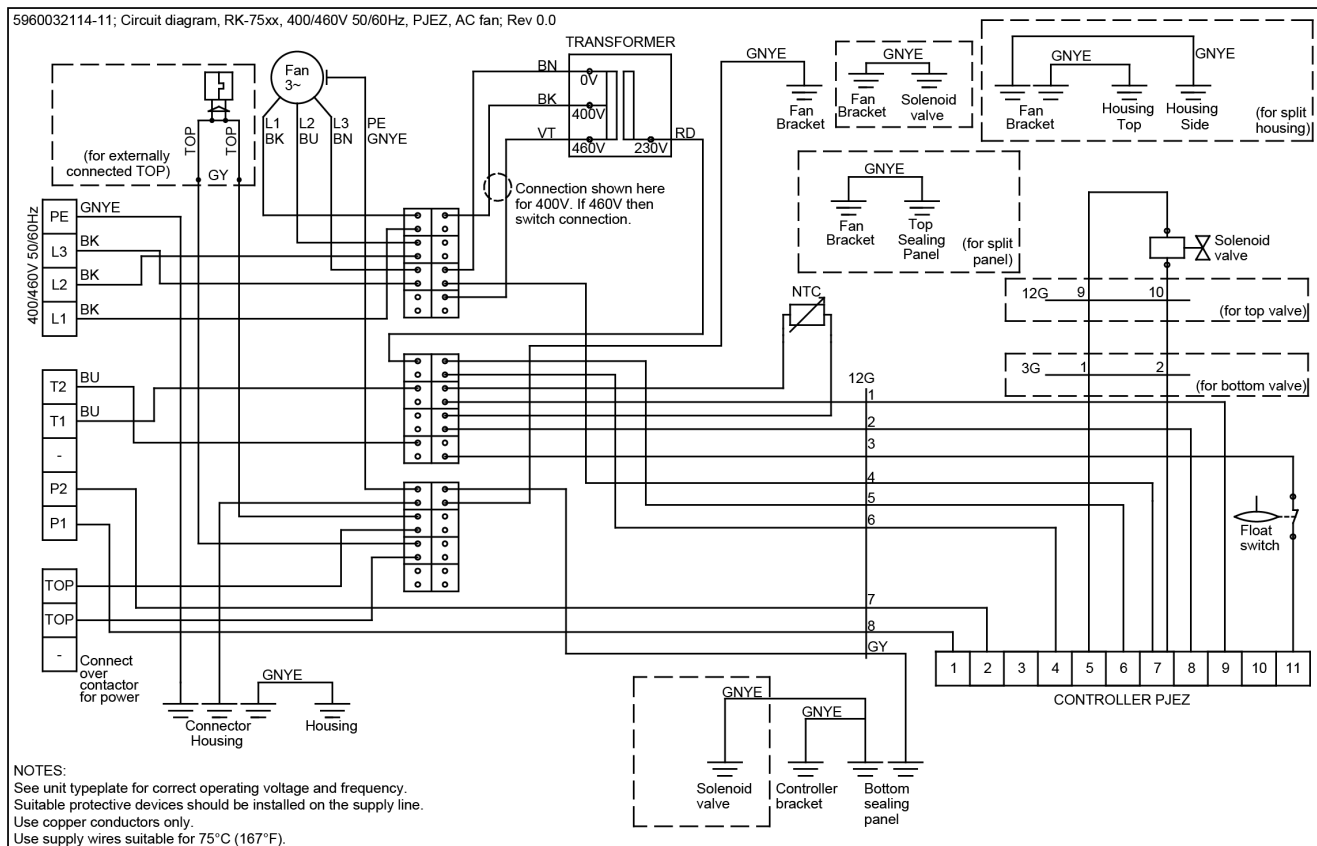 5960032114-11; Circuit diagram, RK-75xx, 400/460V 50/60Hz, PJEZ, AC fan; Rev 0.0
TRANSFORMER
BN
0V
BK
400V
VT
460V
230V
RD
Fan
3~
L1
BK
L2
BU
L3
BN
PE
GNYE
TOP
TOP
GY
(for externally
connected TOP)
Connection shown here
for 400V. If 460V then
switch connection.
GNYE
Fan
Bracket
GNYE
Fan
Bracket
Solenoid
valve
GNYE
GNYE
Fan
Bracket
Housing
Top
Housing
Side
(for split
housing)
GNYE
Fan
Bracket
Top
Sealing
Panel
(for split
panel)
Solenoid
valve
12G
9
10
(for top valve)
3G
1
2
(for bottom valve)
NTC
400/460V 50/60Hz
PE
GNYE
L3
BK
L2
BK
L1
BK
T2
BU
T1
BU
-
P2
P1
TOP
TOP
-
Connect
over
contactor
for power
12G
1
2
3
4
5
6
7
8
GY
Float
switch
1
2
3
4
5
6
7
8
9
10
11
CONTROLLER PJEZ
GNYE
Connector
Housing
Housing
GNYE
GNYE
Solenoid
valve
Controller
bracket
Bottom
sealing
panel
NOTES:
See unit typeplate for correct operating voltage and frequency.
Suitable protective devices should be installed on the supply line.
Use copper conductors only.
Use supply wires suitable for 75°C (167°F).